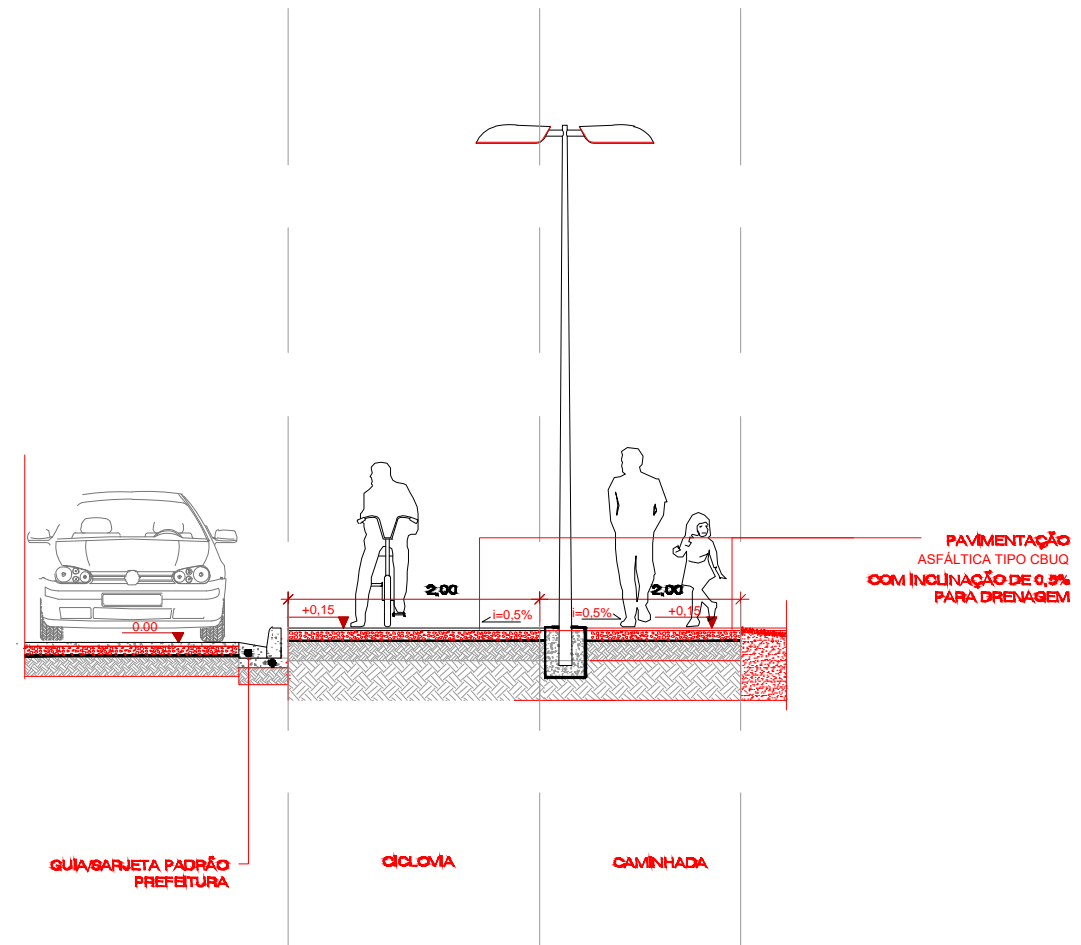 PAVIMENTAÇÃO
ASFÁLTICA TIPO CBUQ
COM INCLINAÇÃO DE 0,5%
PARA DRENAGEM
2,00
2,00
+0,15
i=0,5%
i=0,5%
+0,15
0.00
GUIA/SARJETA PADRÃO
PREFEITURA
CICLOVIA
CAMINHADA